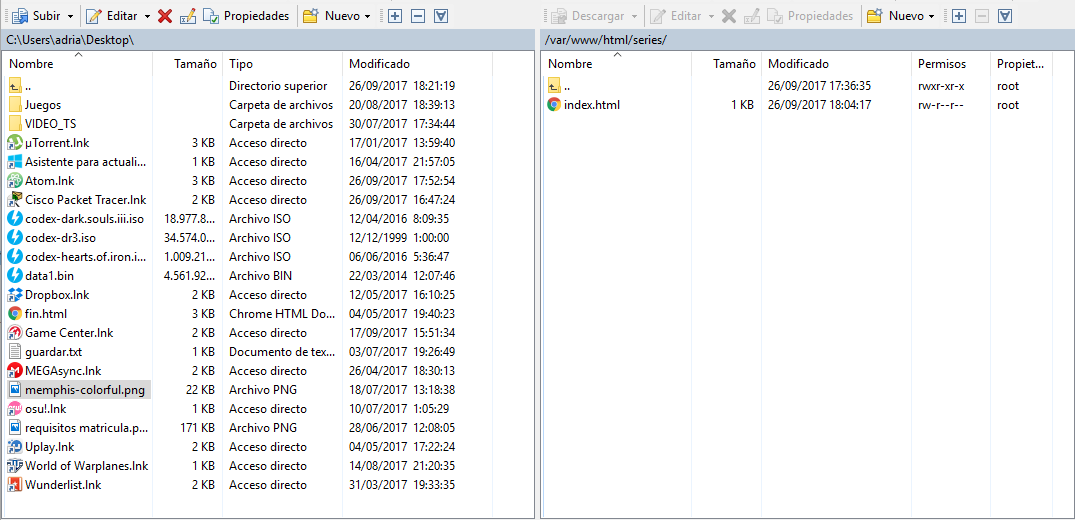 Subir Editar Propiedades Nuevo
C:\Users\adria\Desktop\
Nombre Tamaño Tipo Modificado
.. Directorio superior 26/09/2017 18:21:19
Juegos Carpeta de archivos 20/08/2017 18:39:13
VIDEO_TS Carpeta de archivos 30/07/2017 17:34:44
µTorrent.lnk 3 KB Acceso directo 17/01/2017 13:59:40
Asistente para actuali... 1 KB Acceso directo 16/04/2017 21:57:05
Atom.lnk 3 KB Acceso directo 26/09/2017 17:52:54
Cisco Packet Tracer.lnk 2 KB Acceso directo 26/09/2017 16:47:24
codex-dark.souls.iii.iso 18.977.8... Archivo ISO 12/04/2016 8:09:35
codex-dr3.iso 34.574.0... Archivo ISO 12/12/1999 1:00:00
codex-hearts.of.iron.i... 1.009.21... Archivo ISO 06/06/2016 5:36:47
data1.bin 4.561.92... Archivo BIN 22/03/2014 12:07:46
Dropbox.lnk 2 KB Acceso directo 12/05/2017 16:10:25
fin.html 3 KB Chrome HTML Do... 04/05/2017 19:40:23
Game Center.lnk 2 KB Acceso directo 17/09/2017 15:51:34
guardar.txt 1 KB Documento de tex... 03/07/2017 19:26:49
MEGAsync.lnk 2 KB Acceso directo 26/04/2017 18:30:13
memphis-colorful.png 22 KB Archivo PNG 18/07/2017 13:18:38
osu!.lnk 1 KB Acceso directo 10/07/2017 1:05:29
requisitos matricula.p... 171 KB Archivo PNG 28/06/2017 12:08:05
Uplay.lnk 2 KB Acceso directo 04/05/2017 17:22:24
World of Warplanes.lnk 1 KB Acceso directo 14/08/2017 21:20:35
Wunderlist.lnk 2 KB Acceso directo 31/03/2017 19:33:35
Descargar Editar Propiedades Nuevo
/var/www/html/series/
Nombre Tamaño Modificado Permisos Propiet...
.. 26/09/2017 17:36:35 rwxr-xr-x root
index.html 1 KB 26/09/2017 18:04:17 rw-r--r-- root